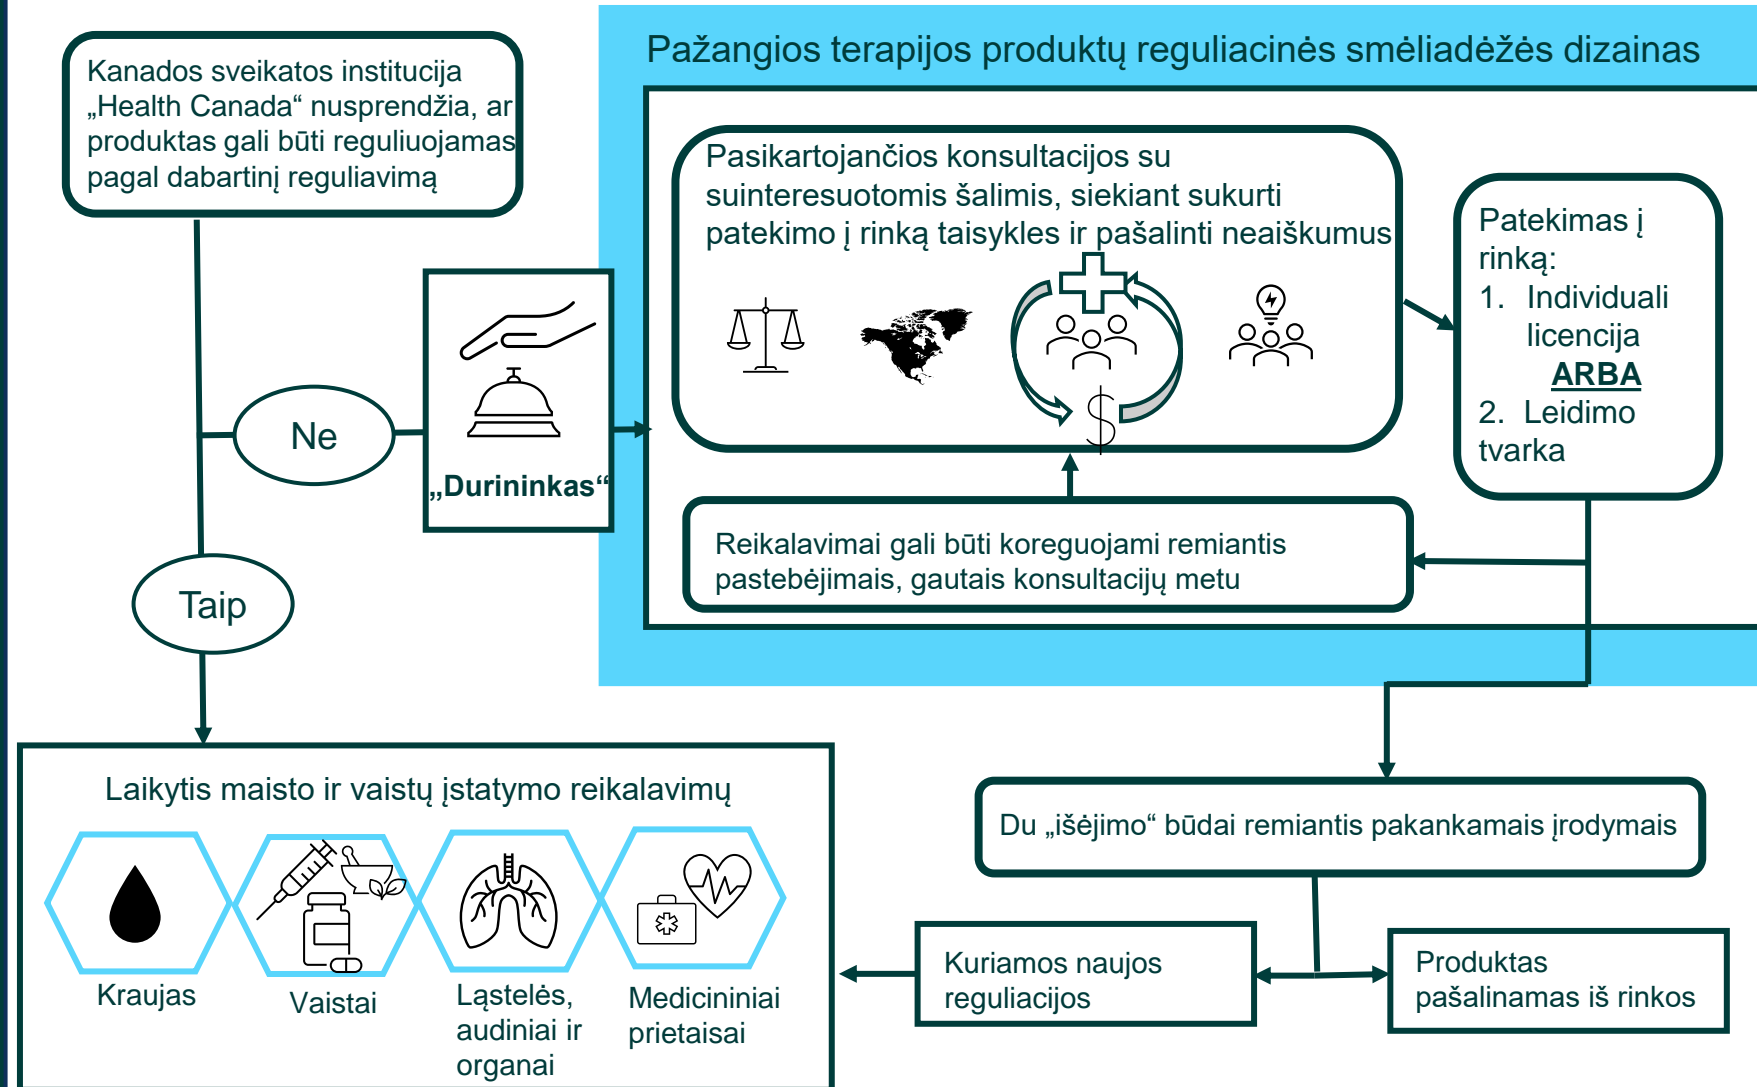 Kanados sveikatos institucija
„Health Canada“ nusprendžia, ar
produktas gali būti reguliuojamas
pagal dabartinį reguliavimą
Pažangios terapijos produktų reguliacinės smėliadėžės dizainas
Pasikartojančios konsultacijos su
suinteresuotomis šalimis, siekiant sukurti
patekimo į rinką taisykles ir pašalinti neaiškumus
$
Patekimas į
rinką:
1. Individuali
licencija
ARBA
2. Leidimo
tvarka
Ne
„Durininkas“
Reikalavimai gali būti koreguojami remiantis
pastebėjimais, gautais konsultacijų metu
Taip
Laikytis maisto ir vaistų įstatymo reikalavimų
Kraujas
Vaistai
Ląstelės,
audiniai ir
organai
Medicininiai
prietaisai
Du „išėjimo“ būdai remiantis pakankamais įrodymais
Kuriamos naujos
reguliacijos
Produktas
pašalinamas iš rinkos